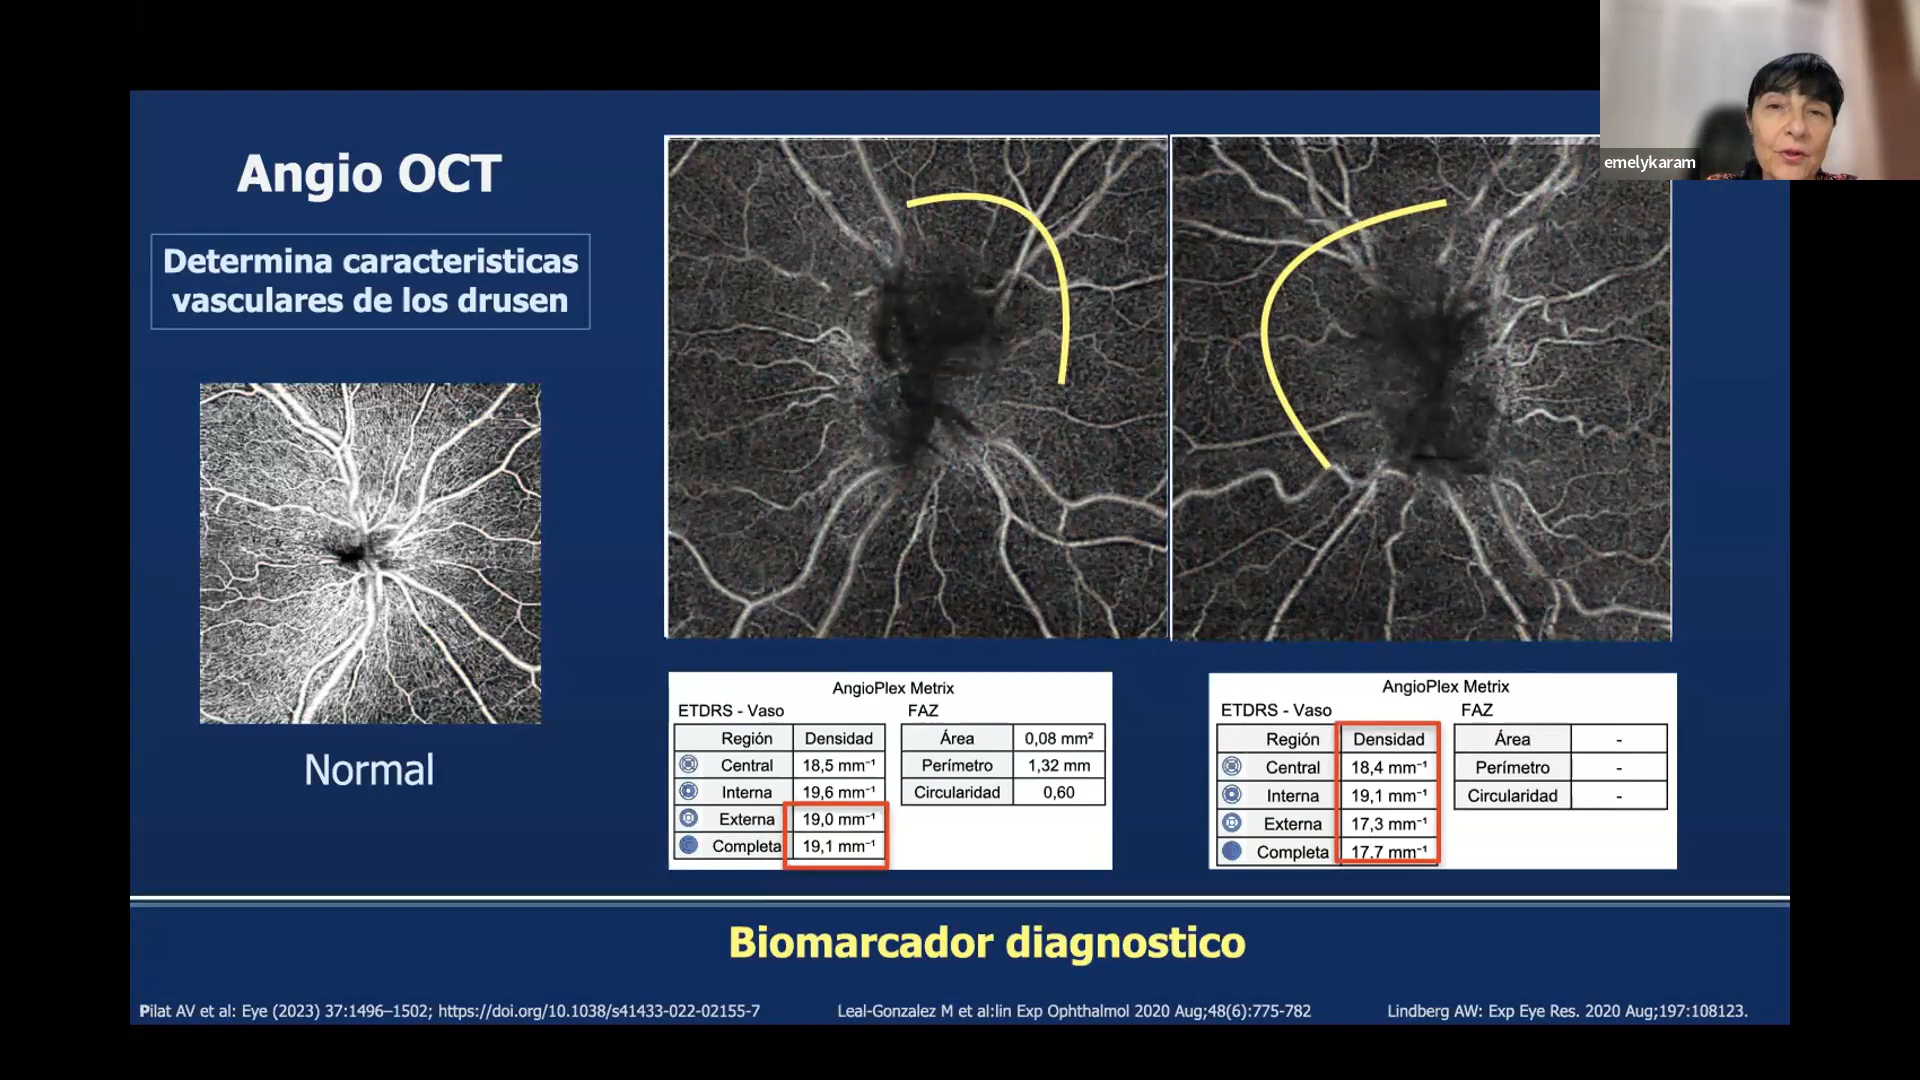 emelykaram
Angio OCT
Determina caracteristicas
vasculares de los drusen
Normal
AngioPlex Metrix
ETDRS - Vaso
FAZ
Región Densidad
Central 18,5 mm⁻¹
Interna 19,6 mm⁻¹
Externa 19,0 mm⁻¹
Completa 19,1 mm⁻¹
Área 0,08 mm²
Perímetro 1,32 mm
Circularidad 0,60
AngioPlex Metrix
ETDRS - Vaso
FAZ
Región Densidad
Central 18,4 mm⁻¹
Interna 19,1 mm⁻¹
Externa 17,3 mm⁻¹
Completa 17,7 mm⁻¹
Área -
Perímetro -
Circularidad -
Biomarcador diagnostico
Pilat AV et al: Eye (2023) 37:1496–1502; https://doi.org/10.1038/s41433-022-02155-7
Leal-Gonzalez M et al:lin Exp Ophthalmol 2020 Aug;48(6):775-782
Lindberg AW: Exp Eye Res. 2020 Aug;197:108123.